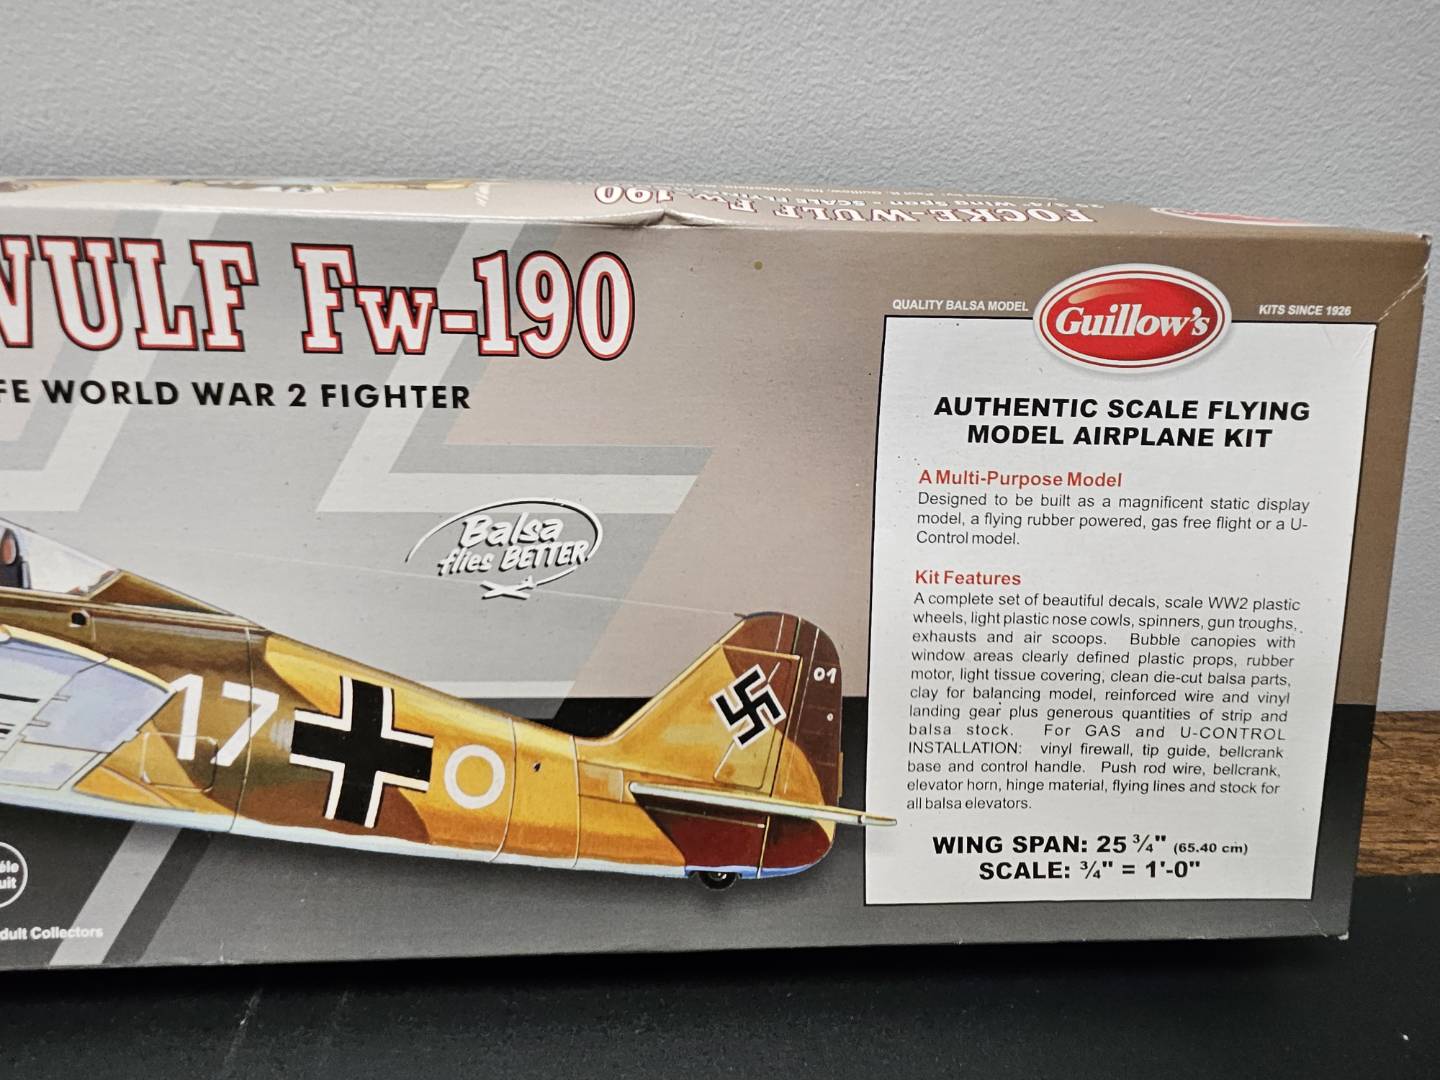 FOCKE-WULF Fw-190
WULF Fw-190
FE WORLD WAR 2 FIGHTER
Balsa
flies BETTER
17
01
dult Collectors
QUALITY BALSA MODEL
Guillow's
KITS SINCE 1926
AUTHENTIC SCALE FLYING
MODEL AIRPLANE KIT
A Multi-Purpose Model
Designed to be built as a magnificent static display
model, a flying rubber powered, gas free flight or a U-
Control model.
Kit Features
A complete set of beautiful decals, scale WW2 plastic
wheels, light plastic nose cowls, spinners, gun troughs,
exhausts and air scoops. Bubble canopies with
window areas clearly defined plastic props, rubber
motor, light tissue covering, clean die-cut balsa parts,
clay for balancing model, reinforced wire and vinyl
landing gear plus generous quantities of strip and
balsa stock. For GAS and U-CONTROL
INSTALLATION: vinyl firewall, tip guide, bellcrank
base and control handle. Push rod wire, bellcrank,
elevator horn, hinge material, flying lines and stock for
all balsa elevators.
WING SPAN: 25 ¾" (65.40 cm)
SCALE: ¾" = 1'-0"